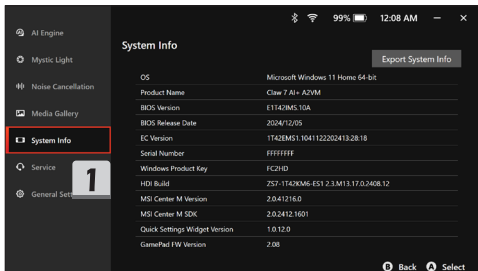 99% 12:08 AM
AI Engine
Mystic Light
Noise Cancellation
Media Gallery
System Info
Service
General Sett
1
System Info
Export System Info
OS Microsoft Windows 11 Home 64-bit
Product Name Claw 7 AI+ A2VM
BIOS Version E1T42IMS.10A
BIOS Release Date 2024/12/05
EC Version 1T42EMS1.1041122202413:28:18
Serial Number FFFFFFFF
Windows Product Key FC2HD
HDI Build ZS7-1T42KM6-ES1 2.3.M13.17.0.2408.12
MSI Center M Version 2.0.41216.0
MSI Center M SDK 2.0.2412.1601
Quick Settings Widget Version 1.0.12.0
GamePad FW Version 2.08
B Back A Select